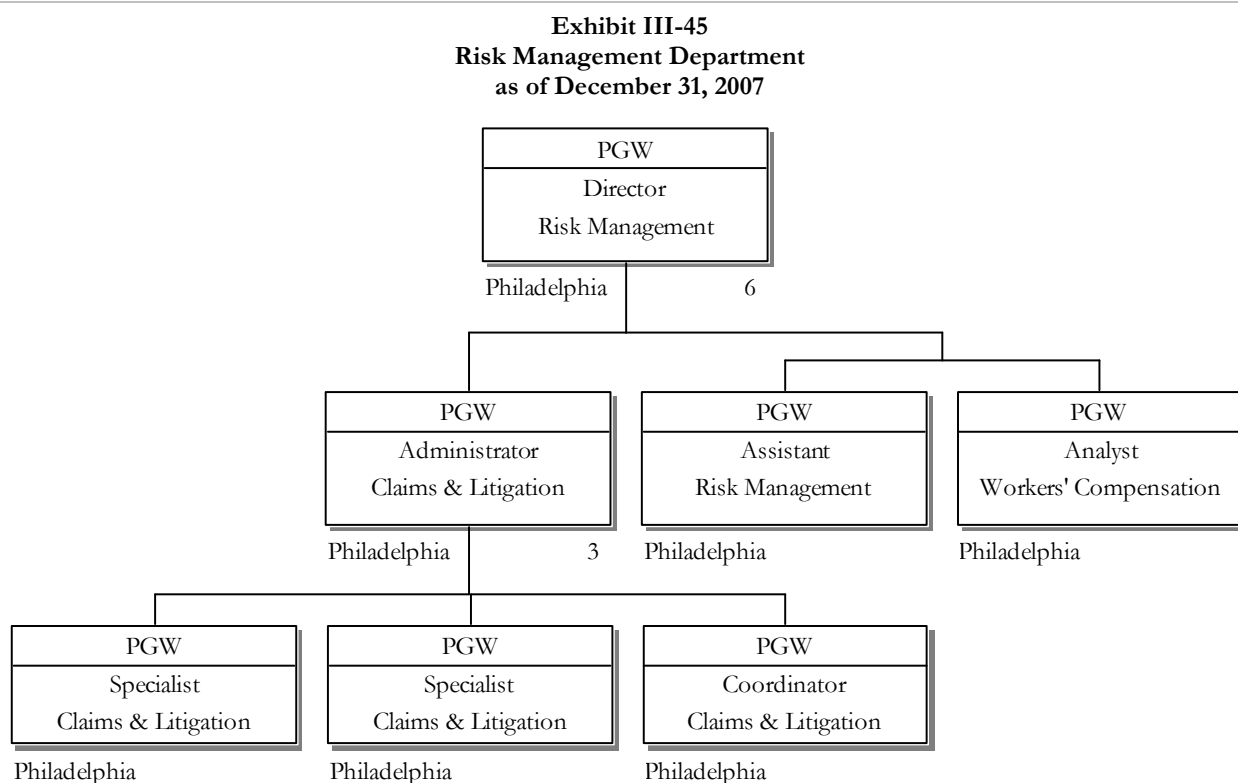 Exhibit III-45
Risk Management Department
as of December 31, 2007
PGW
Director
Risk Management
Philadelphia 6
PGW
Administrator
Claims & Litigation
Philadelphia 3
PGW
Assistant
Risk Management
Philadelphia
PGW
Analyst
Workers' Compensation
Philadelphia
PGW
Specialist
Claims & Litigation
Philadelphia
PGW
Specialist
Claims & Litigation
Philadelphia
PGW
Coordinator
Claims & Litigation
Philadelphia